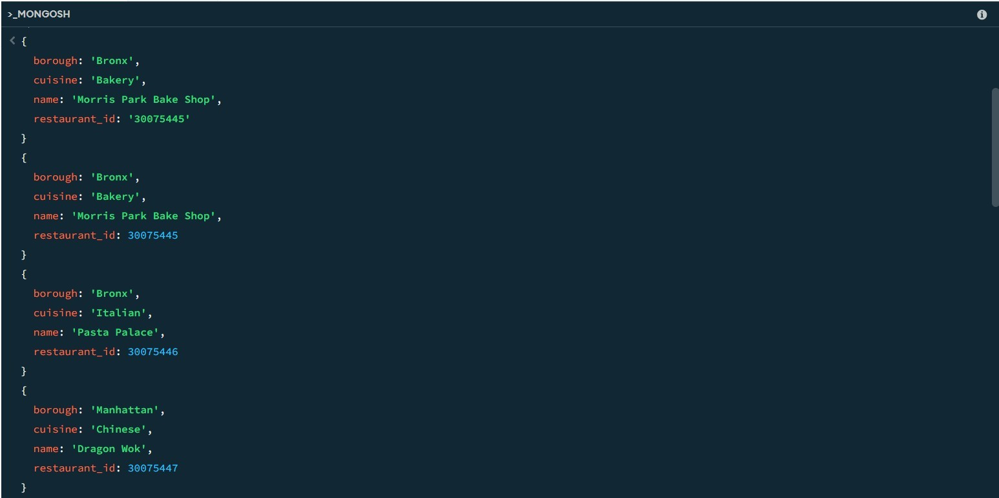 >_MONGOSH
{
borough: 'Bronx',
cuisine: 'Bakery',
name: 'Morris Park Bake Shop',
restaurant_id: '30075445'
}
{
borough: 'Bronx',
cuisine: 'Bakery',
name: 'Morris Park Bake Shop',
restaurant_id: 30075445
}
{
borough: 'Bronx',
cuisine: 'Italian',
name: 'Pasta Palace',
restaurant_id: 30075446
}
{
borough: 'Manhattan',
cuisine: 'Chinese',
name: 'Dragon Wok',
restaurant_id: 30075447
}